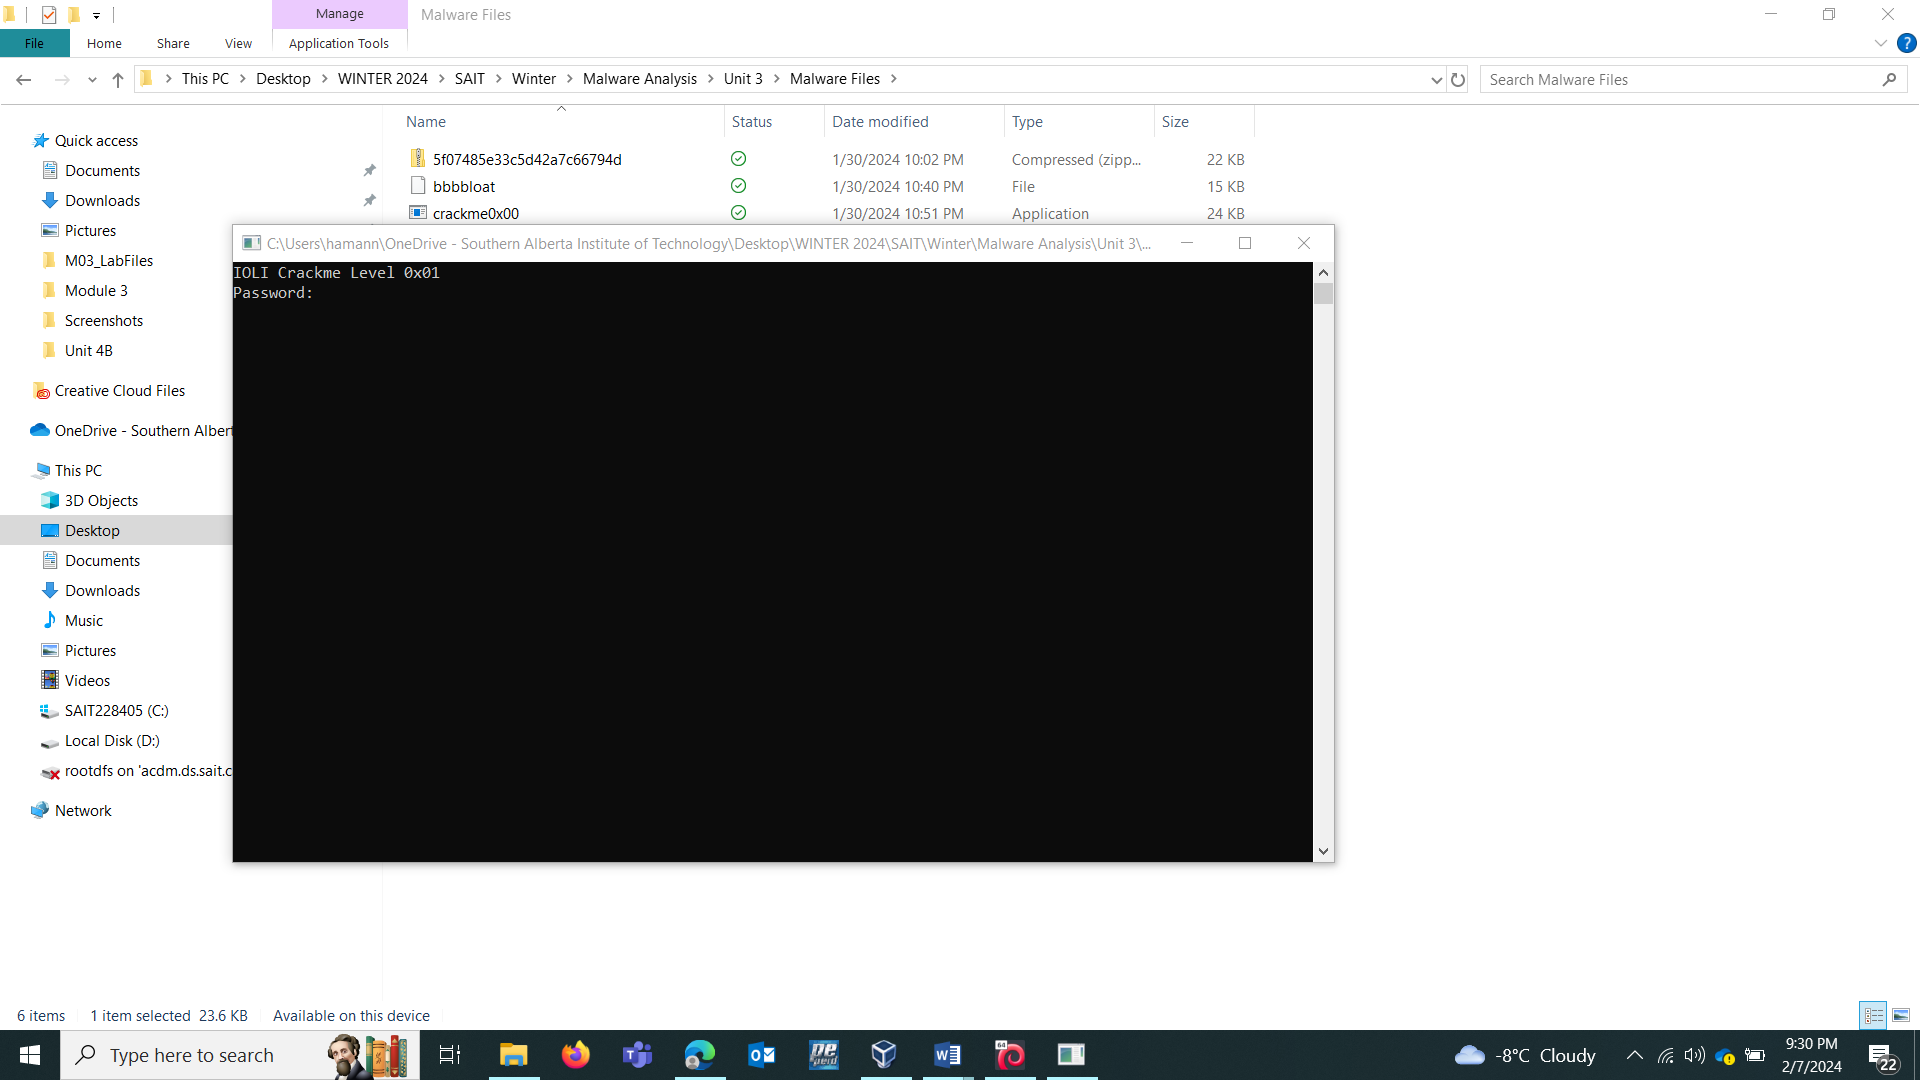 Manage
Malware Files
File
Home
Share
View
Application Tools
This PC
Desktop
WINTER 2024
SAIT
Winter
Malware Analysis
Unit 3
Malware Files
Search Malware Files
Name
Status
Date modified
Type
Size
Quick access
Documents
Downloads
Pictures
M03_LabFiles
Module 3
Screenshots
Unit 4B
Creative Cloud Files
OneDrive - Southern Albert
This PC
3D Objects
Desktop
Documents
Downloads
Music
Pictures
Videos
SAIT228405 (C:)
Local Disk (D:)
rootdfs on 'acdm.ds.sait.c
Network
5f07485e33c5d42a7c66794d 1/30/2024 10:02 PM Compressed (zipp... 22 KB
bbbbloat 1/30/2024 10:40 PM File 15 KB
crackme0x00 1/30/2024 10:51 PM Application 24 KB
C:\Users\hamann\OneDrive - Southern Alberta Institute of Technology\Desktop\WINTER 2024\SAIT\Winter\Malware Analysis\Unit 3\...
IOLI Crackme Level 0x01
Password:
6 items 1 item selected 23.6 KB Available on this device
Type here to search
-8°C Cloudy
9:30 PM
2/7/2024
22